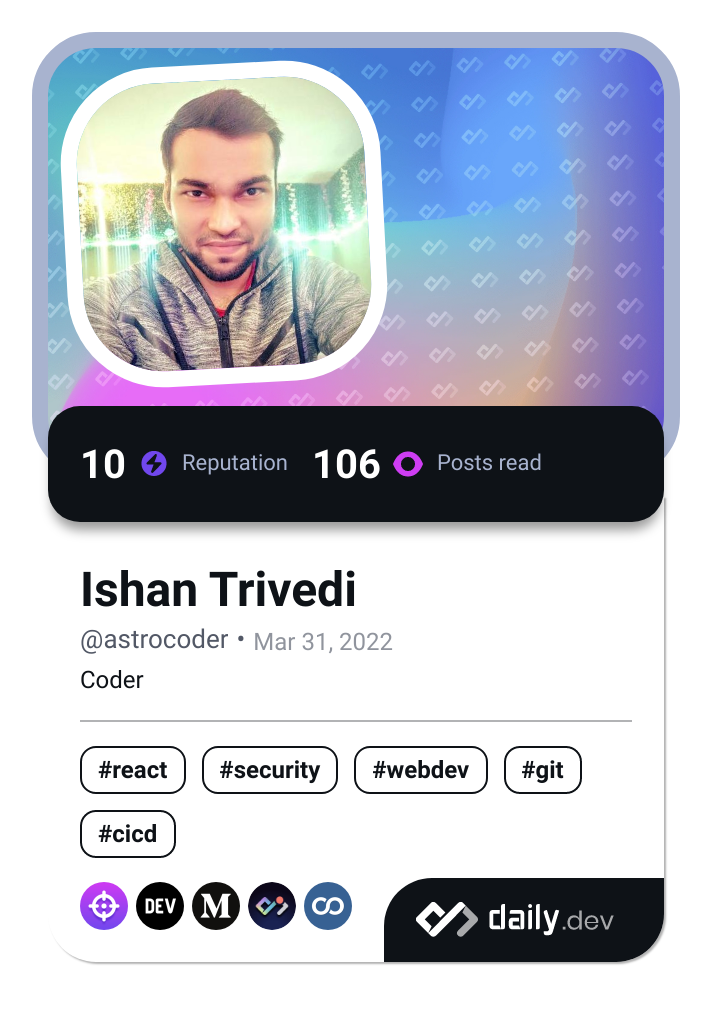 10 Reputation 106 Posts read
Ishan Trivedi
@astrocoder • Mar 31, 2022
Coder
#react #security #webdev #git
#cicd
DEV M daily.dev